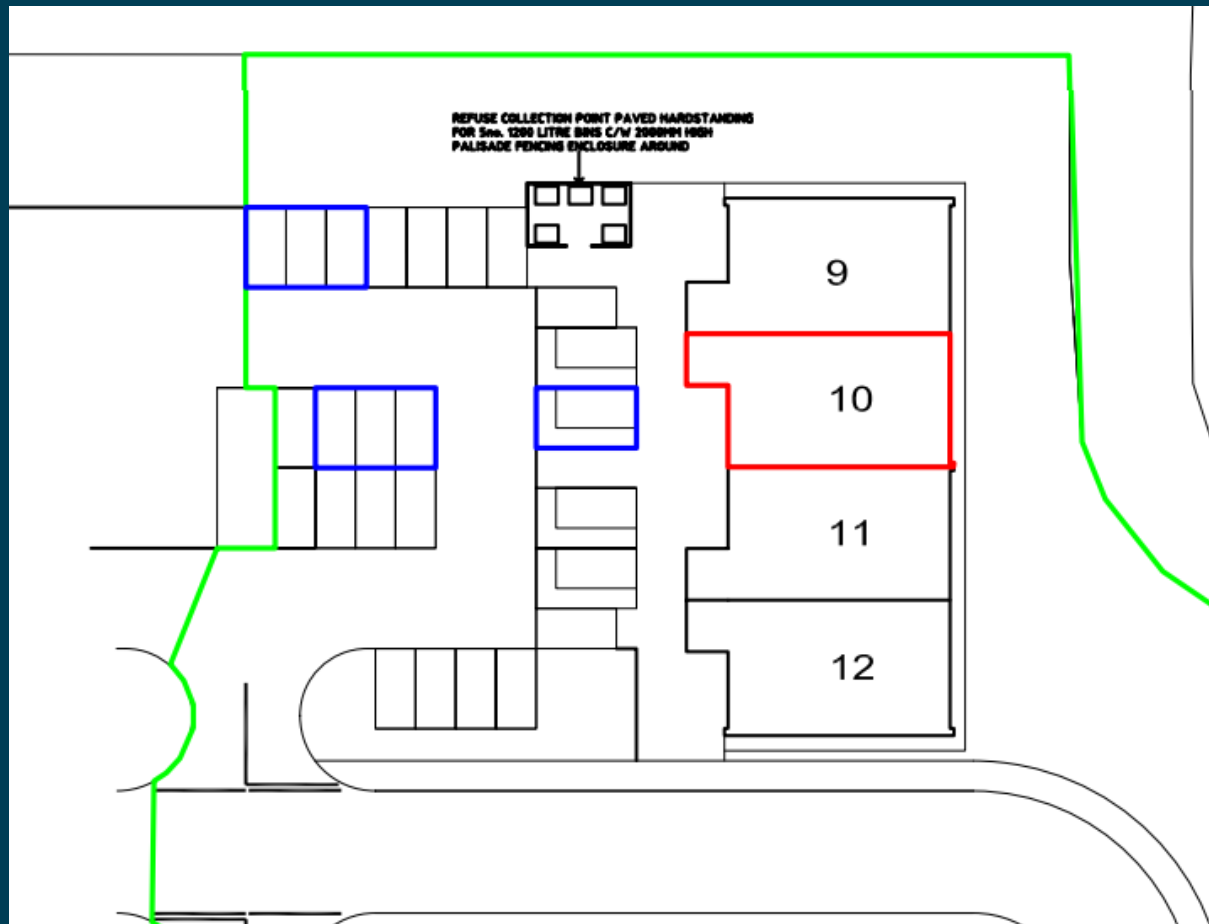 REFUSE COLLECTION POINT PAVED HARDSTANDING
FOR 5no. 1200 LITRE BINS C/W 2000MM HIGH
PALISADE FENCING ENCLOSURE AROUND
9
10
11
12